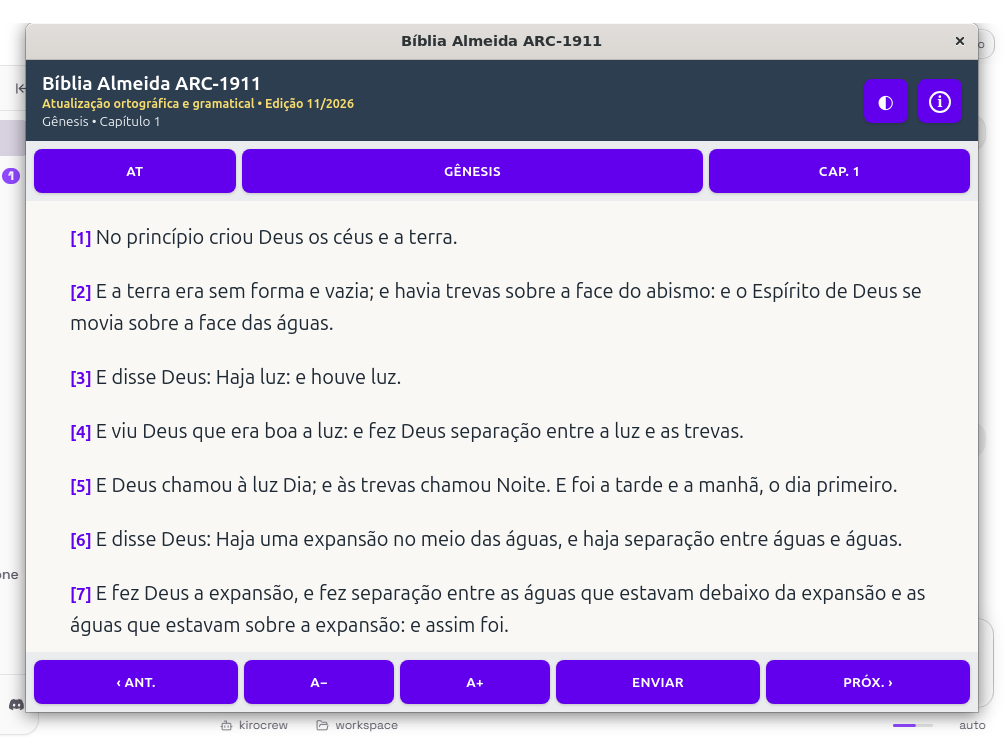 Bíblia Almeida ARC-1911
×
Bíblia Almeida ARC-1911
Atualização ortográfica e gramatical • Edição 11/2026
Gênesis • Capítulo 1
AT
GÊNESIS
CAP. 1
[1] No princípio criou Deus os céus e a terra.
[2] E a terra era sem forma e vazia; e havia trevas sobre a face do abismo: e o Espírito de Deus se
movia sobre a face das águas.
[3] E disse Deus: Haja luz: e houve luz.
[4] E viu Deus que era boa a luz: e fez Deus separação entre a luz e as trevas.
[5] E Deus chamou à luz Dia; e às trevas chamou Noite. E foi a tarde e a manhã, o dia primeiro.
[6] E disse Deus: Haja uma expansão no meio das águas, e haja separação entre águas e águas.
[7] E fez Deus a expansão, e fez separação entre as águas que estavam debaixo da expansão e as
águas que estavam sobre a expansão: e assim foi.
‹ ANT.
A−
A+
ENVIAR
PRÓX. ›
1
kirocrew
workspace
auto